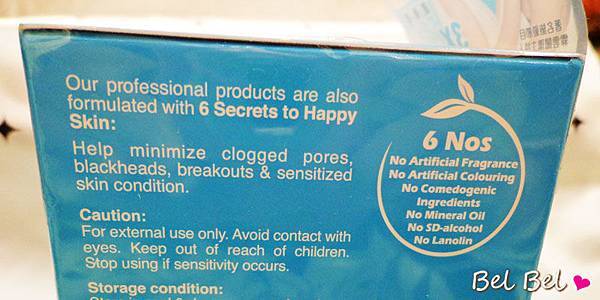 Our professional products are also
formulated with 6 Secrets to Happy
Skin:
Help minimize clogged pores,
blackheads, breakouts & sensitized
skin condition.
Caution:
For external use only. Avoid contact with
eyes. Keep out of reach of children.
Stop using if sensitivity occurs.
Storage condition:
6 Nos
No Artificial Fragrance
No Artificial Colouring
No Comedogenic
Ingredients
No Mineral Oil
No SD-alcohol
No Lanolin
3X
Bel Bel